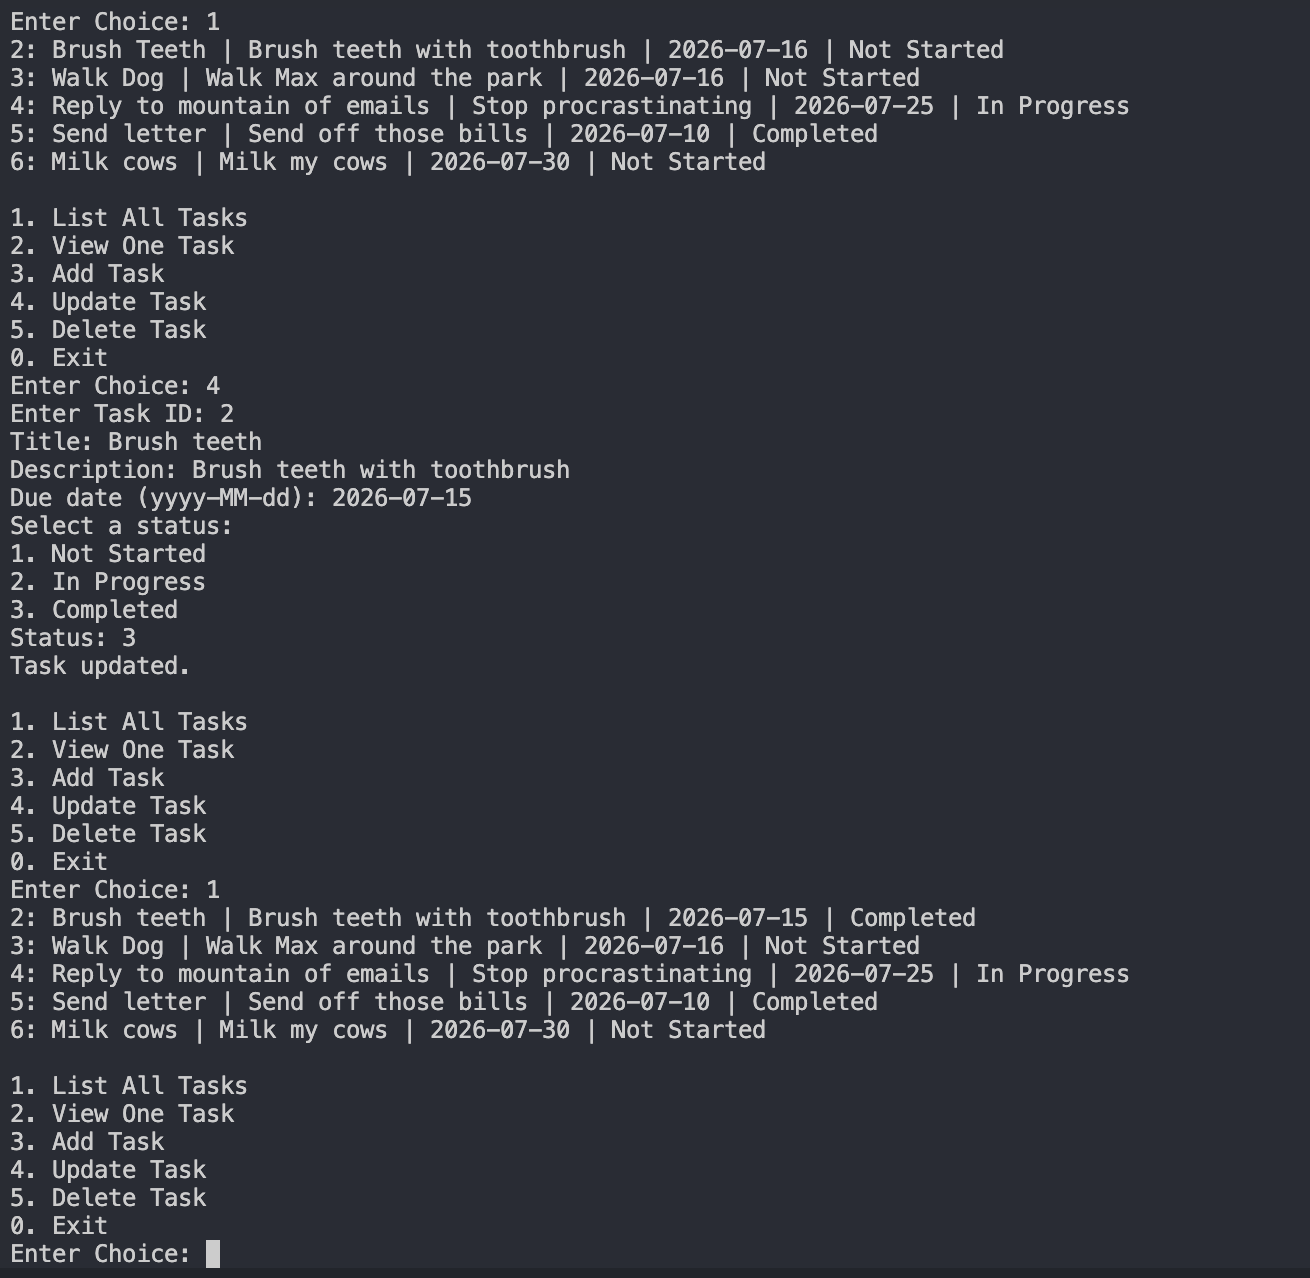 Enter Choice: 1
2: Brush Teeth | Brush teeth with toothbrush | 2026-07-16 | Not Started
3: Walk Dog | Walk Max around the park | 2026-07-16 | Not Started
4: Reply to mountain of emails | Stop procrastinating | 2026-07-25 | In Progress
5: Send letter | Send off those bills | 2026-07-10 | Completed
6: Milk cows | Milk my cows | 2026-07-30 | Not Started

1. List All Tasks
2. View One Task
3. Add Task
4. Update Task
5. Delete Task
0. Exit
Enter Choice: 4
Enter Task ID: 2
Title: Brush teeth
Description: Brush teeth with toothbrush
Due date (yyyy-MM-dd): 2026-07-15
Select a status:
1. Not Started
2. In Progress
3. Completed
Status: 3
Task updated.

1. List All Tasks
2. View One Task
3. Add Task
4. Update Task
5. Delete Task
0. Exit
Enter Choice: 1
2: Brush teeth | Brush teeth with toothbrush | 2026-07-15 | Completed
3: Walk Dog | Walk Max around the park | 2026-07-16 | Not Started
4: Reply to mountain of emails | Stop procrastinating | 2026-07-25 | In Progress
5: Send letter | Send off those bills | 2026-07-10 | Completed
6: Milk cows | Milk my cows | 2026-07-30 | Not Started

1. List All Tasks
2. View One Task
3. Add Task
4. Update Task
5. Delete Task
0. Exit
Enter Choice: